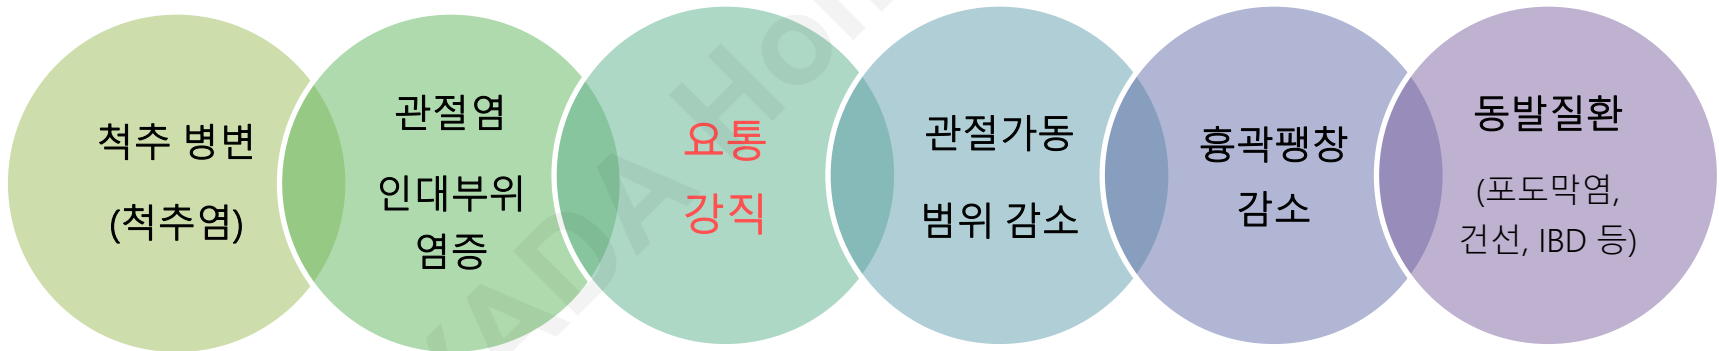 척추 병변
(척추염)
관절염
인대부위
염증
요통
강직
관절가동
범위 감소
흉곽팽창
감소
동발질환
(포도막염,
건선, IBD 등)